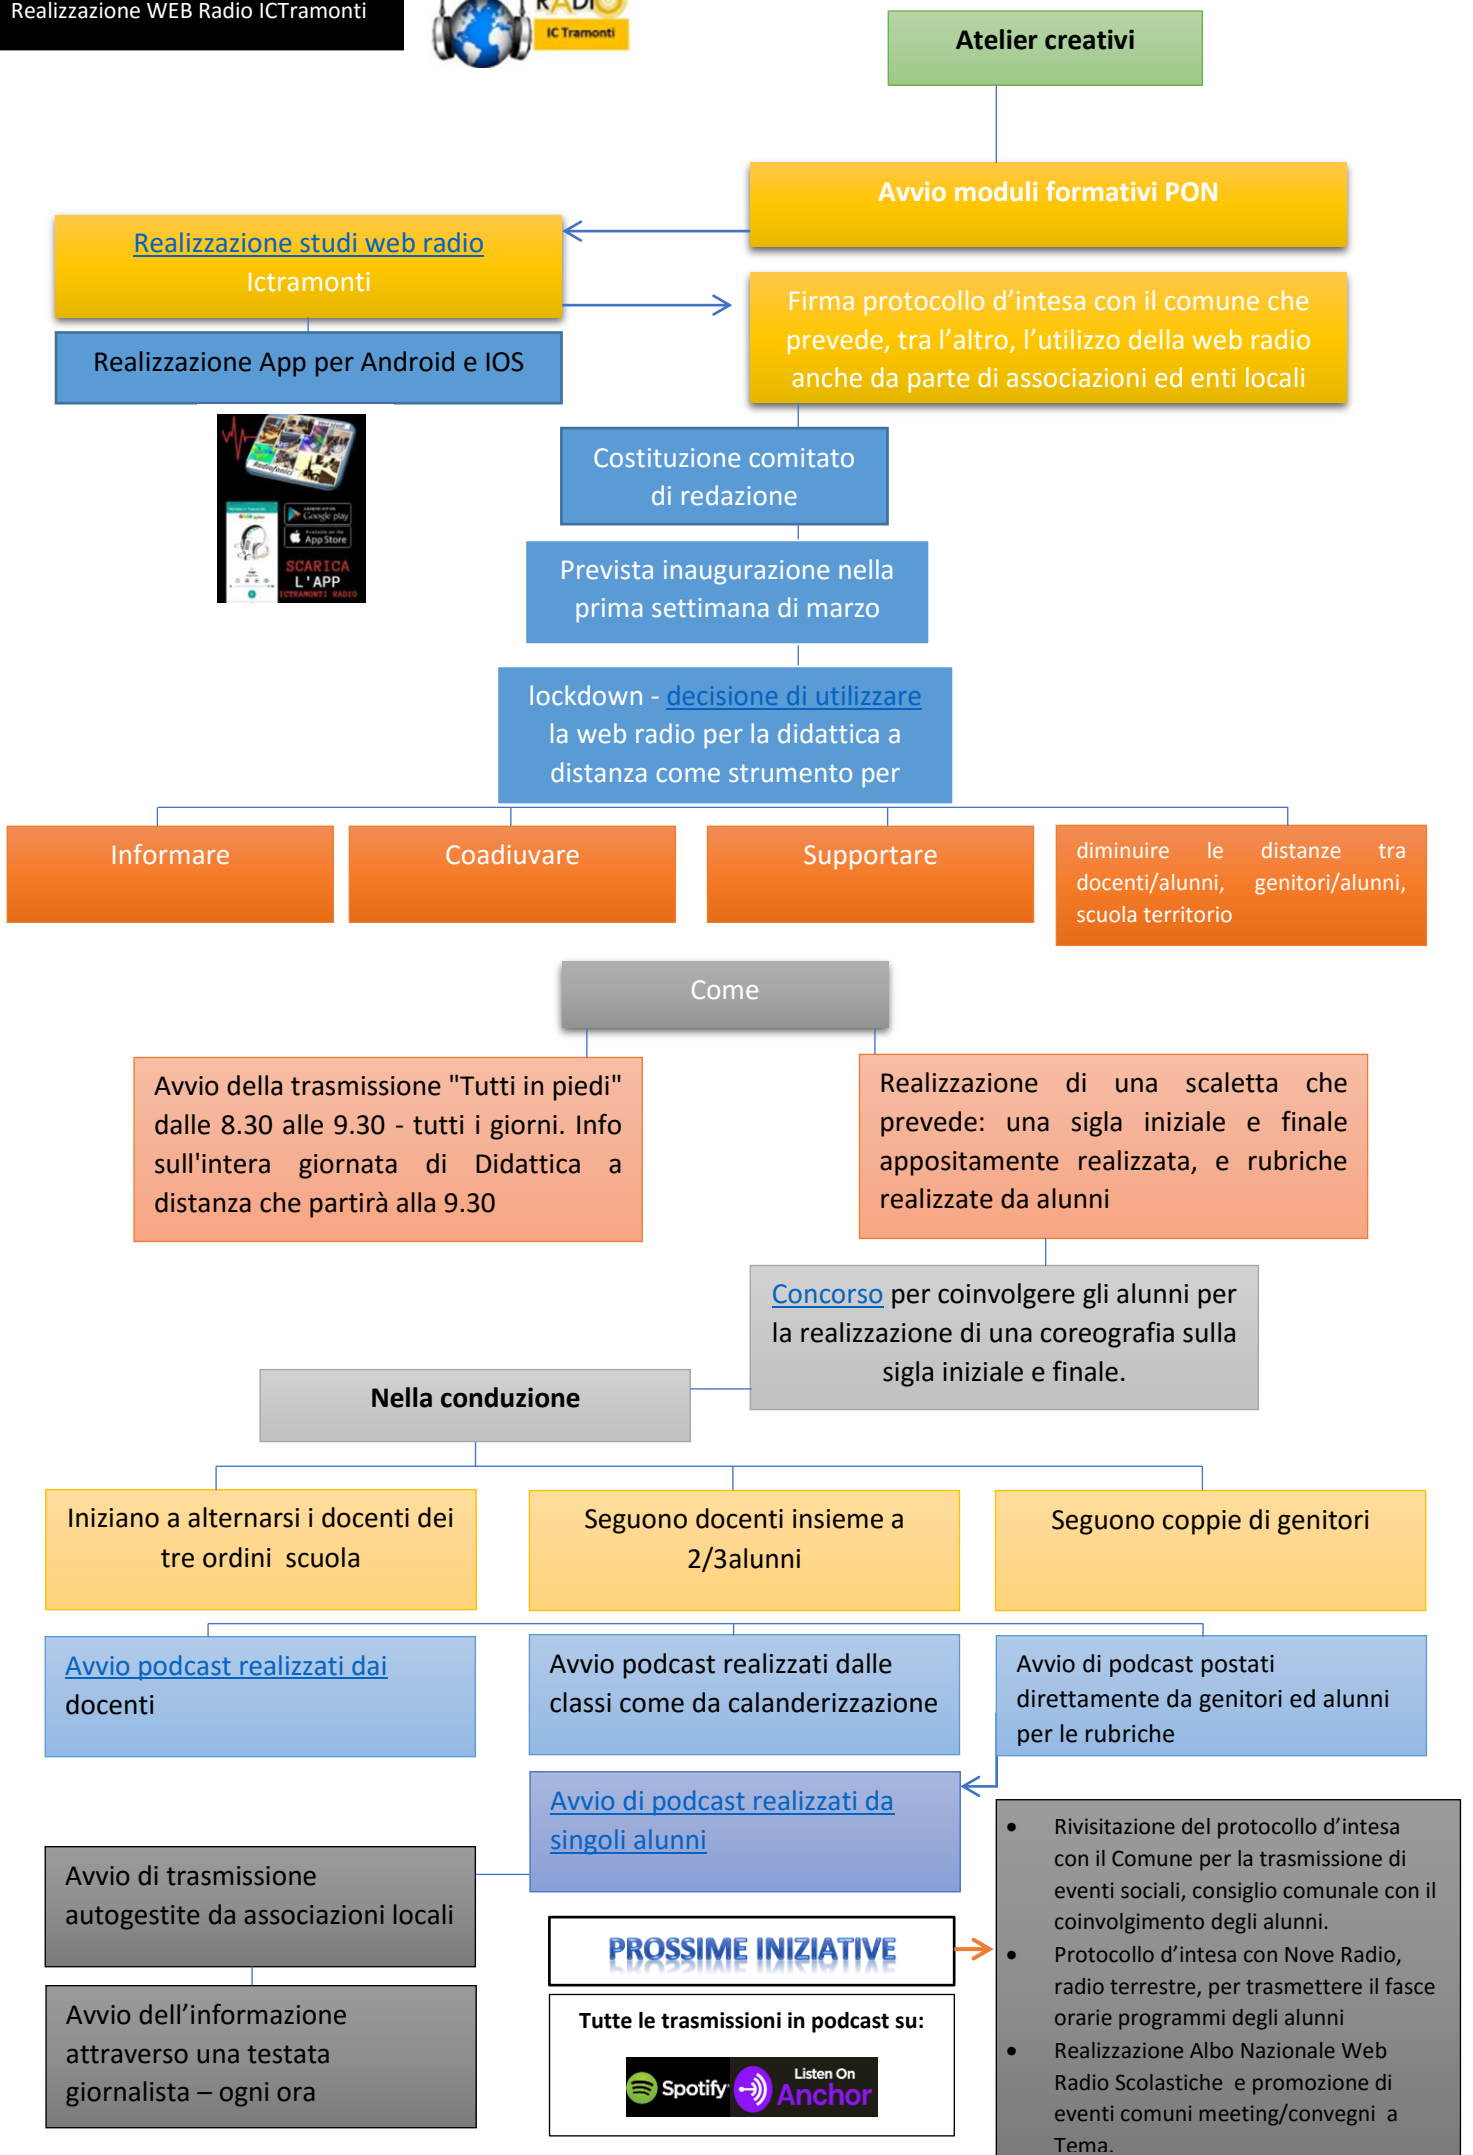 Realizzazione WEB Radio ICTramonti
RADIO
IC Tramonti
Atelier creativi
Avvio moduli formativi PON
Realizzazione studi web radio
Ictramonti
Firma protocollo d’intesa con il comune che
prevede, tra l’altro, l’utilizzo della web radio
anche da parte di associazioni ed enti locali
Realizzazione App per Android e IOS
Radiofonici
Google play
Available on the
App Store
SCARICA
L'APP
ICTRAMONTI RADIO
Costituzione comitato
di redazione
Prevista inaugurazione nella
prima settimana di marzo
lockdown - decisione di utilizzare
la web radio per la didattica a
distanza come strumento per
Informare
Coadiuvare
Supportare
diminuire le distanze tra
docenti/alunni, genitori/alunni,
scuola territorio
Come
Avvio della trasmissione "Tutti in piedi"
dalle 8.30 alle 9.30 - tutti i giorni. Info
sull'intera giornata di Didattica a
distanza che partirà alla 9.30
Realizzazione di una scaletta che
prevede: una sigla iniziale e finale
appositamente realizzata, e rubriche
realizzate da alunni
Concorso per coinvolgere gli alunni per
la realizzazione di una coreografia sulla
sigla iniziale e finale.
Nella conduzione
Iniziano a alternarsi i docenti dei
tre ordini  scuola
Seguono docenti insieme a
2/3alunni
Seguono coppie di genitori
Avvio podcast realizzati dai
docenti
Avvio podcast realizzati dalle
classi come da calanderizzazione
Avvio di podcast postati
direttamente da genitori ed alunni
per le rubriche
Avvio di podcast realizzati da
singoli alunni
Avvio di trasmissione
autogestite da associazioni locali
Avvio dell’informazione
attraverso una testata
giornalista – ogni ora
PROSSIME INIZIATIVE
Tutte le trasmissioni in podcast su:
Spotify
Listen On
Anchor
• Rivisitazione del protocollo d’intesa
con il Comune per la trasmissione di
eventi sociali, consiglio comunale con il
coinvolgimento degli alunni.
• Protocollo d’intesa con Nove Radio,
radio terrestre, per trasmettere il fasce
orarie programmi degli alunni
• Realizzazione Albo Nazionale Web
Radio Scolastiche  e promozione di
eventi comuni meeting/convegni  a
Tema.